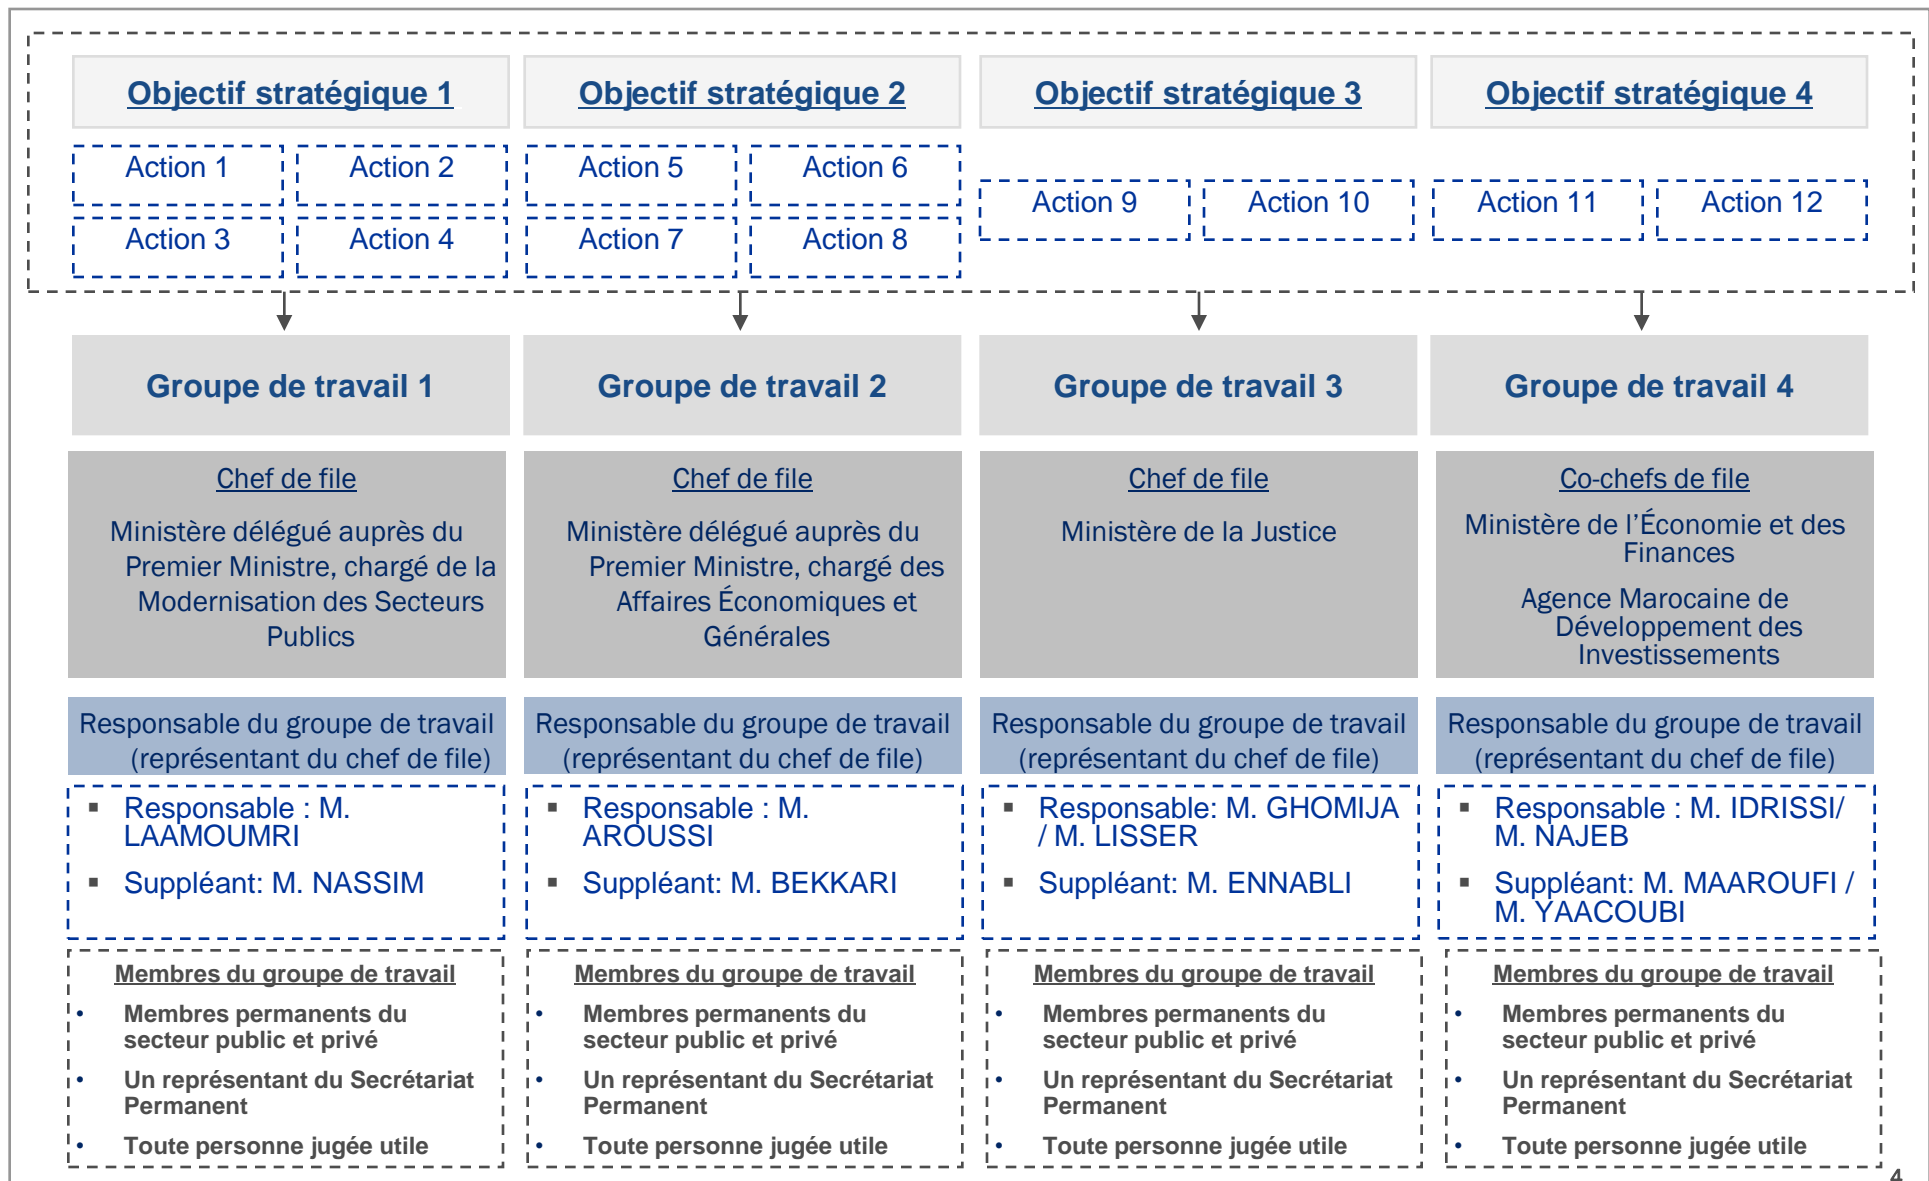 Objectif stratégique 1
Objectif stratégique 2
Objectif stratégique 3
Objectif stratégique 4
Action 1
Action 2
Action 3
Action 4
Action 5
Action 6
Action 7
Action 8
Action 9
Action 10
Action 11
Action 12
Groupe de travail 1
Groupe de travail 2
Groupe de travail 3
Groupe de travail 4
Chef de file
Ministère délégué auprès du
Premier Ministre, chargé de la
Modernisation des Secteurs
Publics
Chef de file
Ministère délégué auprès du
Premier Ministre, chargé des
Affaires Économiques et
Générales
Chef de file
Ministère de la Justice
Co-chefs de file
Ministère de l’Économie et des
Finances
Agence Marocaine de
Développement des
Investissements
Responsable du groupe de travail
(représentant du chef de file)
Responsable du groupe de travail
(représentant du chef de file)
Responsable du groupe de travail
(représentant du chef de file)
Responsable du groupe de travail
(représentant du chef de file)
▪ Responsable : M.
LAAMOUMRI
▪ Suppléant: M. NASSIM
▪ Responsable : M.
AROUSSI
▪ Suppléant: M. BEKKARI
▪ Responsable: M. GHOMIJA
/ M. LISSER
▪ Suppléant: M. ENNABLI
▪ Responsable : M. IDRISSI/
M. NAJEB
▪ Suppléant: M. MAAROUFI /
M. YAACOUBI
Membres du groupe de travail
• Membres permanents du
secteur public et privé
• Un représentant du Secrétariat
Permanent
• Toute personne jugée utile
Membres du groupe de travail
• Membres permanents du
secteur public et privé
• Un représentant du Secrétariat
Permanent
• Toute personne jugée utile
Membres du groupe de travail
• Membres permanents du
secteur public et privé
• Un représentant du Secrétariat
Permanent
• Toute personne jugée utile
Membres du groupe de travail
• Membres permanents du
secteur public et privé
• Un représentant du Secrétariat
Permanent
• Toute personne jugée utile
4